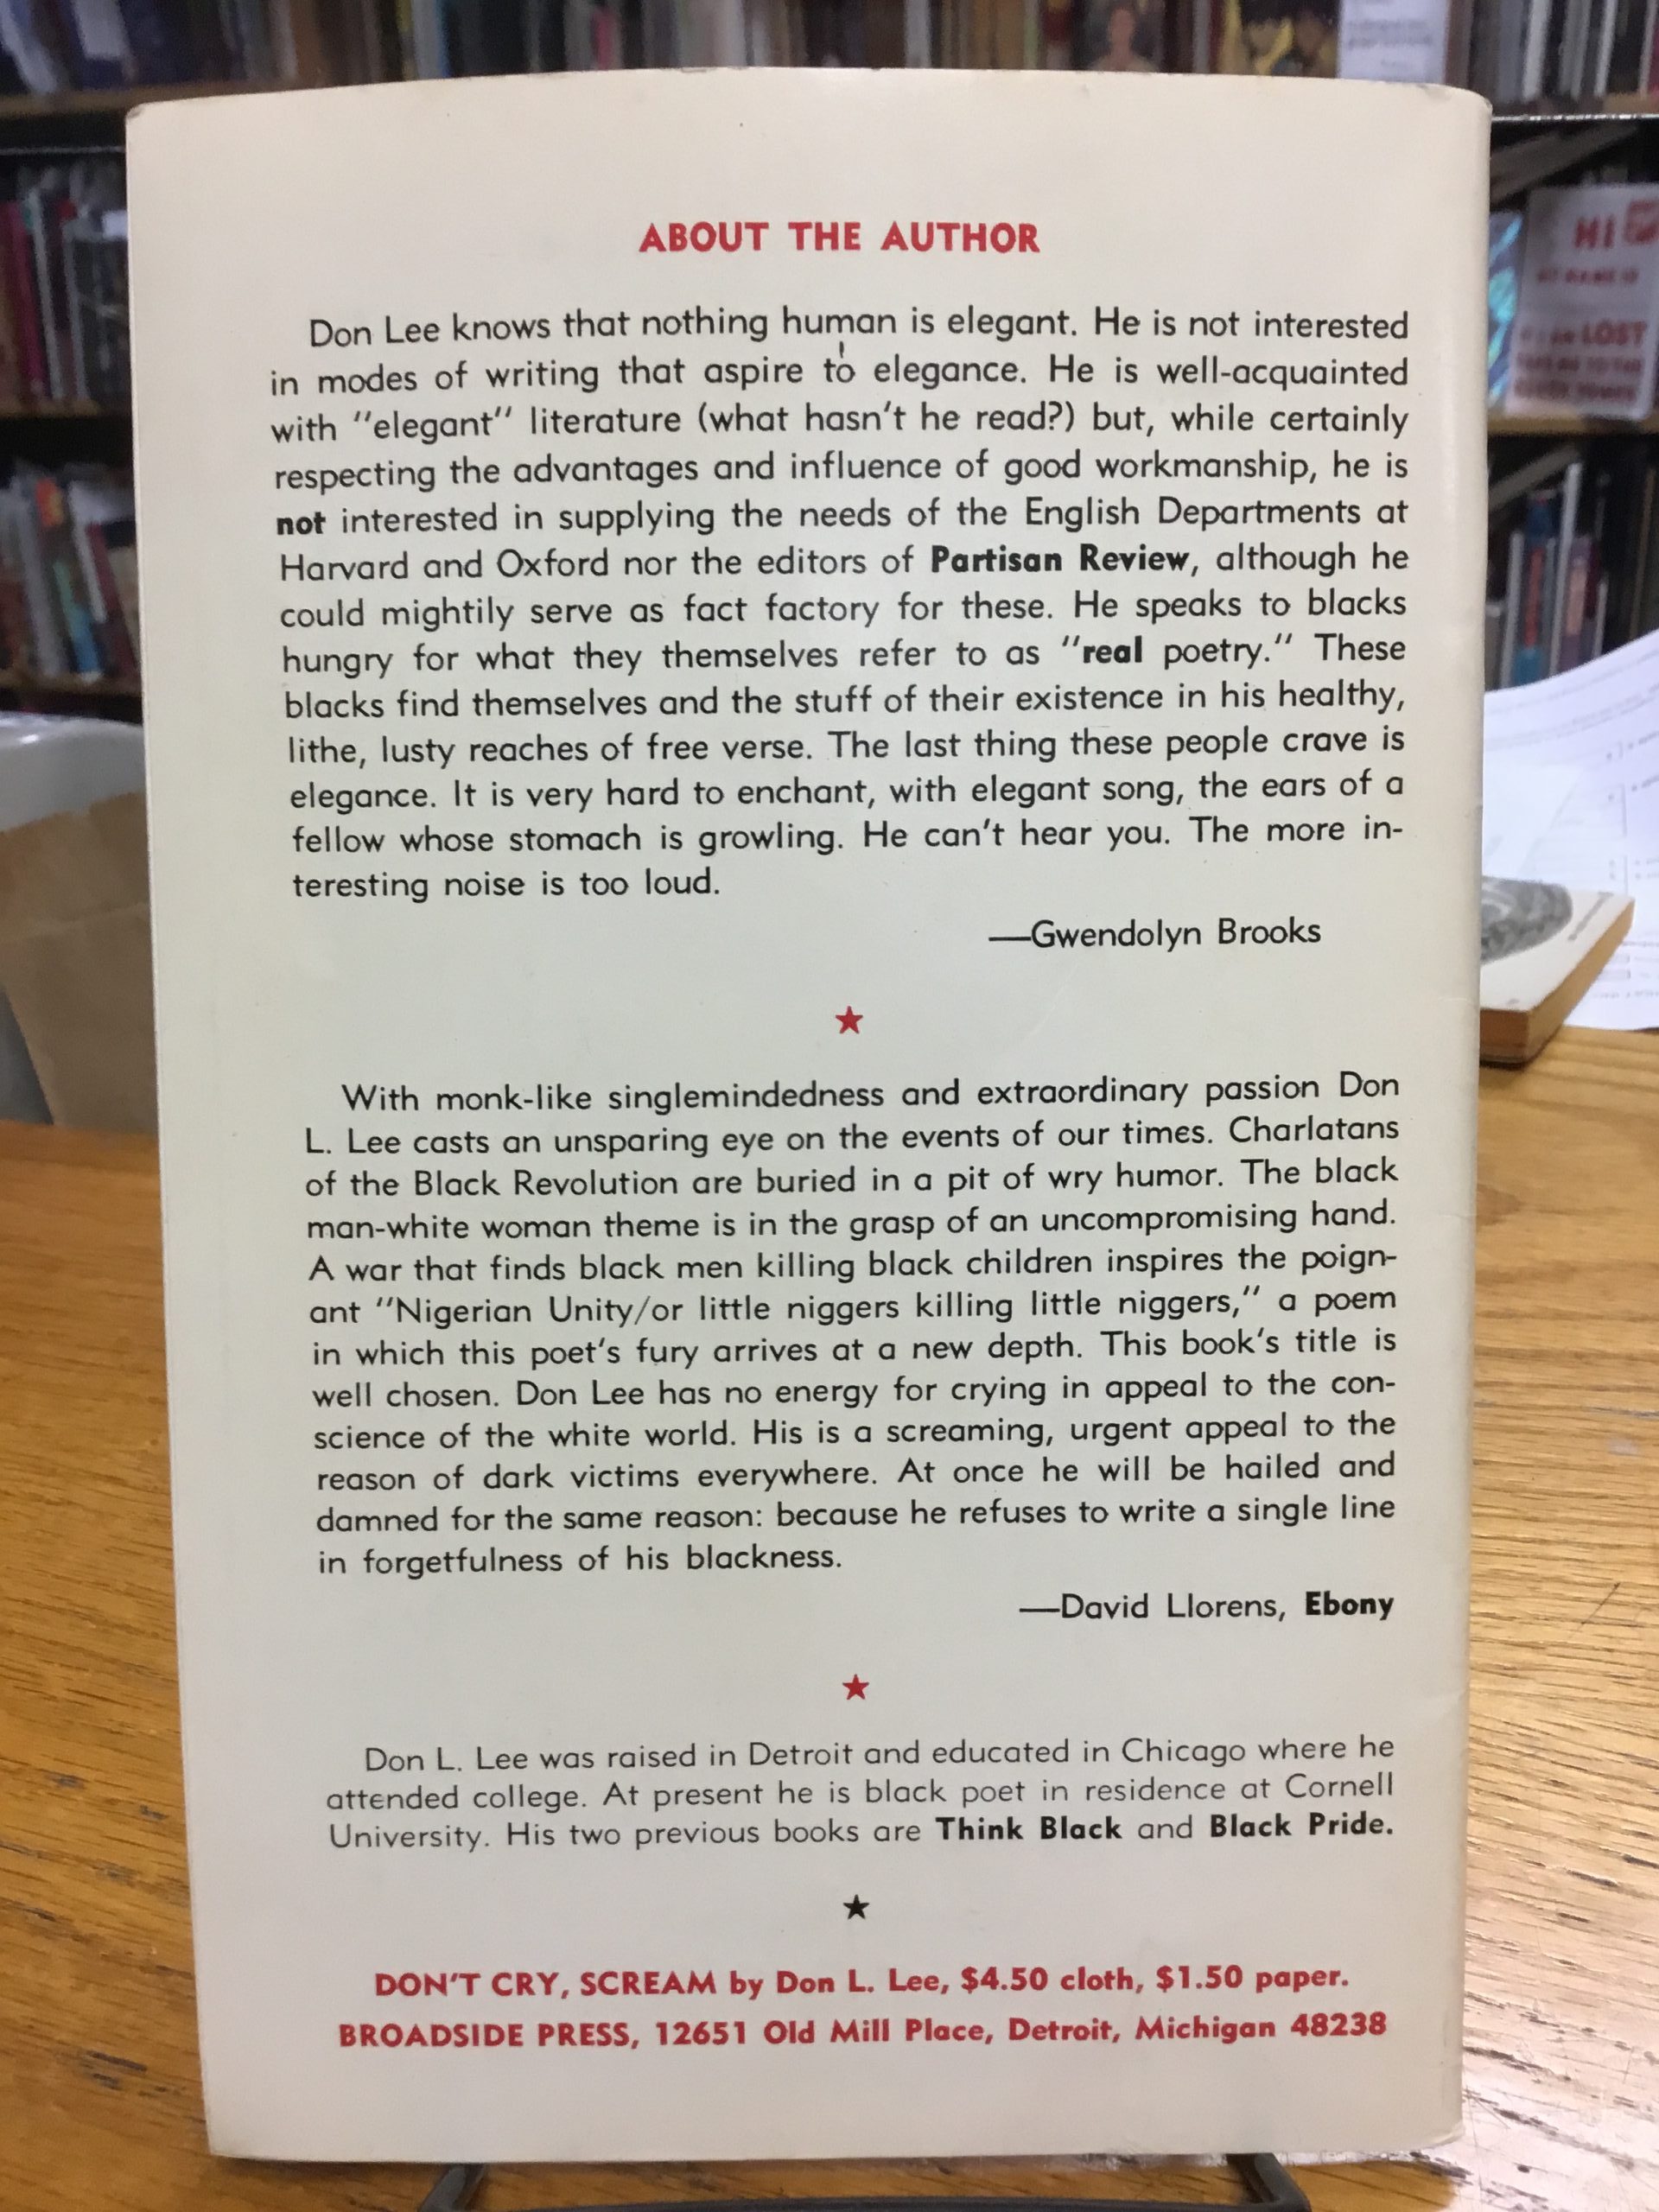 ABOUT THE AUTHOR
Don Lee knows that nothing human is elegant. He is not interested
in modes of writing that aspire to elegance. He is well-acquainted
with "elegant" literature (what hasn't he read?) but, while certainly
respecting the advantages and influence of good workmanship, he is
not interested in supplying the needs of the English Departments at
Harvard and Oxford nor the editors of Partisan Review, although he
could mightily serve as fact factory for these. He speaks to blacks
hungry for what they themselves refer to as "real poetry." These
blacks find themselves and the stuff of their existence in his healthy,
lithe, lusty reaches of free verse. The last thing these people crave is
elegance. It is very hard to enchant, with elegant song, the ears of a
fellow whose stomach is growling. He can't hear you. The more in-
teresting noise is too loud.
—Gwendolyn Brooks
With monk-like singlemindedness and extraordinary passion Don
L. Lee casts an unsparing eye on the events of our times. Charlatans
of the Black Revolution are buried in a pit of wry humor. The black
man-white woman theme is in the grasp of an uncompromising hand.
A war that finds black men killing black children inspires the poign-
ant "Nigerian Unity/or little niggers killing little niggers," a poem
in which this poet's fury arrives at a new depth. This book's title is
well chosen. Don Lee has no energy for crying in appeal to the con-
science of the white world. His is a screaming, urgent appeal to the
reason of dark victims everywhere. At once he will be hailed and
damned for the same reason: because he refuses to write a single line
in forgetfulness of his blackness.
—David Llorens, Ebony
Don L. Lee was raised in Detroit and educated in Chicago where he
attended college. At present he is black poet in residence at Cornell
University. His two previous books are Think Black and Black Pride.
DON'T CRY, SCREAM by Don L. Lee, $4.50 cloth, $1.50 paper.
BROADSIDE PRESS, 12651 Old Mill Place, Detroit, Michigan 48238
HI
LOST